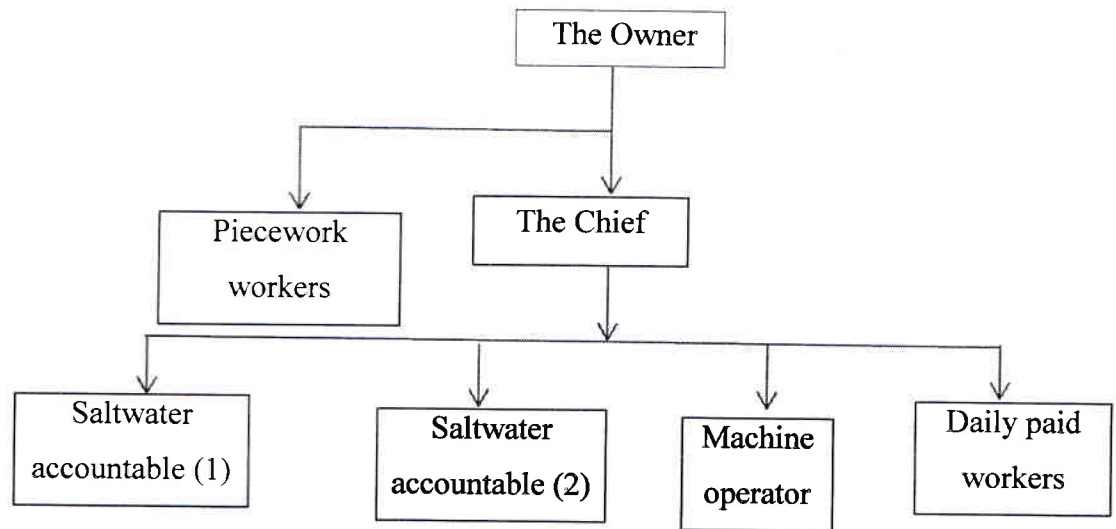 The Owner
Piecework
workers
The Chief
Saltwater
accountable (1)
Saltwater
accountable (2)
Machine
operator
Daily paid
workers